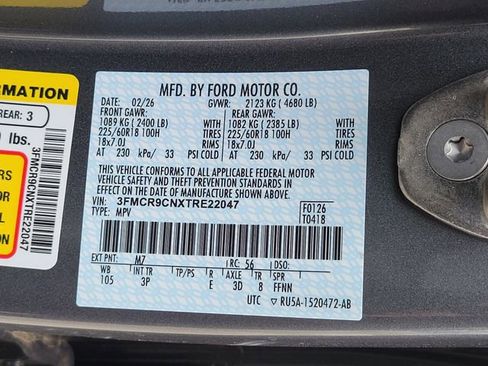 MFD. BY FORD MOTOR CO.
DATE: 02/26 GVWR: 2123 KG ( 4680 LB)
FRONT GAWR: REAR GAWR:
1089 KG ( 2400 LB) WITH 1082 KG ( 2385 LB) WITH
225/60R18 100H TIRES 225/60R18 100H TIRES
18x7.0J RIMS 18x7.0J RIMS
AT 230 kPa/ 33 PSI COLD AT 230 kPa/ 33 PSI COLD
THIS VEHICLE CONFORMS TO ALL APPLICABLE FEDERAL MOTOR
VEHICLE SAFETY, BUMPER, AND THEFT PREVENTION STANDARDS IN
EFFECT ON THE DATE OF MANUFACTURE SHOWN ABOVE.
VIN: 3FMCR9CNXTRE22047 F0126
TYPE: MPV T0418
EXT PNT: M7 RC: 56 DSO:
WB INT TR TP/PS R AXLE TR SPR
105 3P E 3D 8 FFNN
UTC ▽ RU5A-1520472-AB
ORMATION
REAR: 3
lbs.
3FMCR9CNXTRE22047